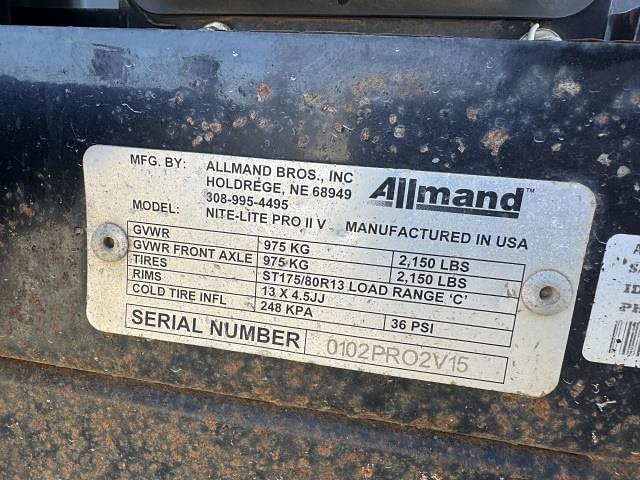 MFG. BY: ALLMAND BROS., INC
HOLDREGE, NE 68949
308-995-4495
Allmand™
MODEL: NITE-LITE PRO II V MANUFACTURED IN USA
GVWR 975 KG 2,150 LBS
GVWR FRONT AXLE 975 KG 2,150 LBS
TIRES ST175/80R13 LOAD RANGE 'C'
RIMS 13 X 4.5JJ
COLD TIRE INFL 248 KPA 36 PSI
SERIAL NUMBER 0102PRO2V15